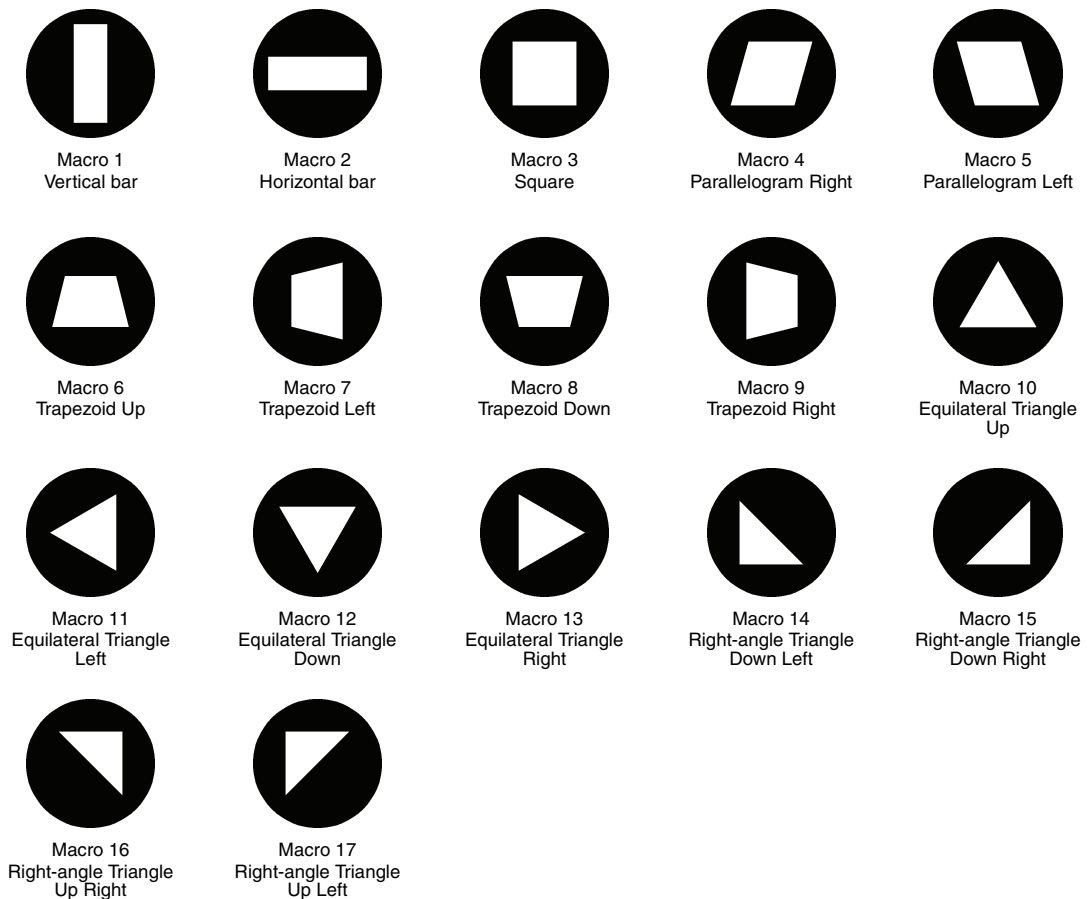 Macro 1
Vertical bar
Macro 2
Horizontal bar
Macro 3
Square
Macro 4
Parallelogram Right
Macro 5
Parallelogram Left
Macro 6
Trapezoid Up
Macro 7
Trapezoid Left
Macro 8
Trapezoid Down
Macro 9
Trapezoid Right
Macro 10
Equilateral Triangle
Up
Macro 11
Equilateral Triangle
Left
Macro 12
Equilateral Triangle
Down
Macro 13
Equilateral Triangle
Right
Macro 14
Right-angle Triangle
Down Left
Macro 15
Right-angle Triangle
Down Right
Macro 16
Right-angle Triangle
Up Right
Macro 17
Right-angle Triangle
Up Left